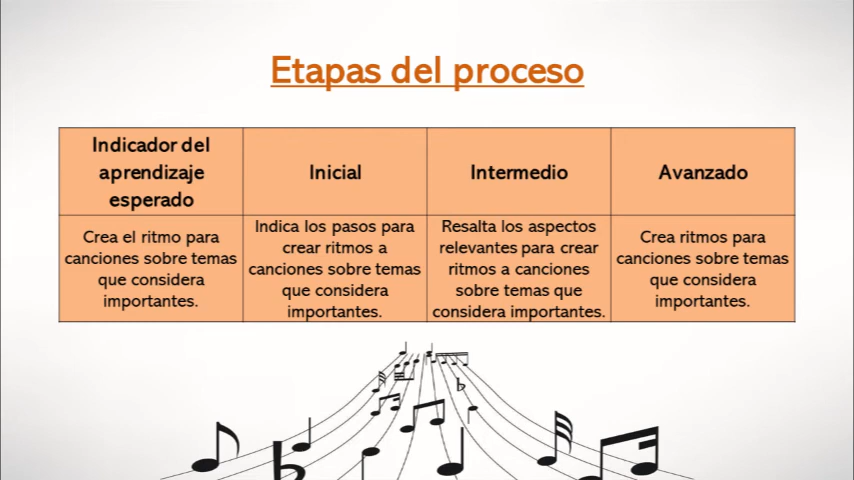 Etapas del proceso
Indicador del
aprendizaje
esperado
Inicial
Intermedio
Avanzado
Crea el ritmo para
canciones sobre temas
que considera
importantes.
Indica los pasos para
crear ritmos a
canciones sobre temas
que considera
importantes.
Resalta los aspectos
relevantes para crear
ritmos a canciones
sobre temas que
considera importantes.
Crea ritmos para
canciones sobre temas
que considera
importantes.